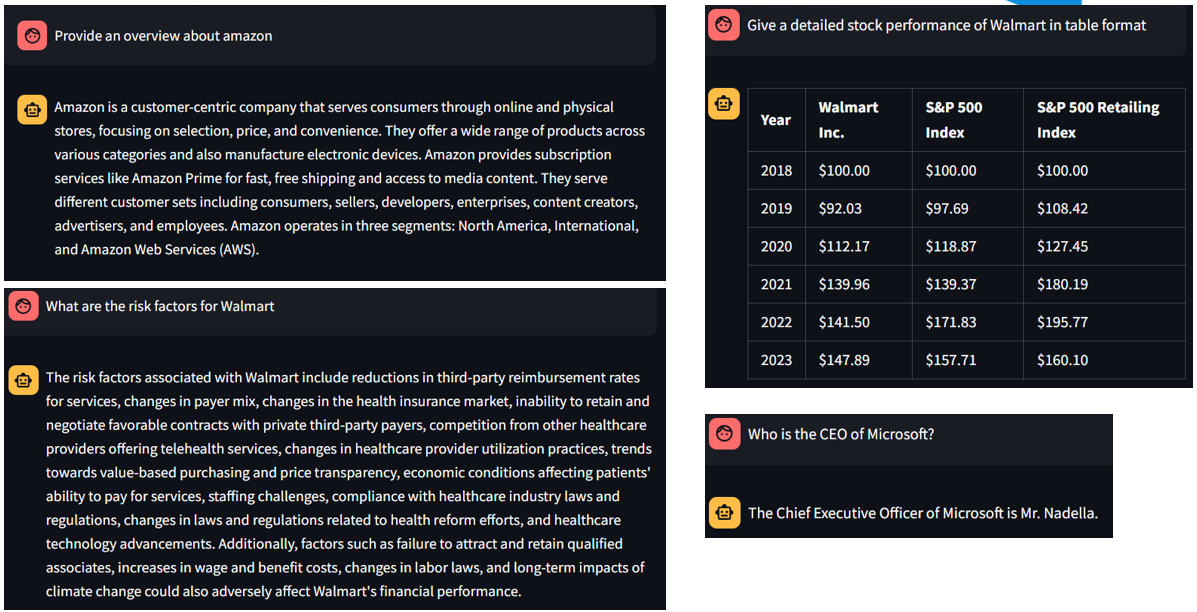 Provide an overview about amazon
Amazon is a customer-centric company that serves consumers through online and physical
stores, focusing on selection, price, and convenience. They offer a wide range of products across
various categories and also manufacture electronic devices. Amazon provides subscription
services like Amazon Prime for fast, free shipping and access to media content. They serve
different customer sets including consumers, sellers, developers, enterprises, content creators,
advertisers, and employees. Amazon operates in three segments: North America, International,
and Amazon Web Services (AWS).
What are the risk factors for Walmart
The risk factors associated with Walmart include reductions in third-party reimbursement rates
for services, changes in payer mix, changes in the health insurance market, inability to retain and
negotiate favorable contracts with private third-party payers, competition from other healthcare
providers offering telehealth services, changes in healthcare provider utilization practices, trends
towards value-based purchasing and price transparency, economic conditions affecting patients'
ability to pay for services, staffing challenges, compliance with healthcare industry laws and
regulations, changes in laws and regulations related to health reform efforts, and healthcare
technology advancements. Additionally, factors such as failure to attract and retain qualified
associates, increases in wage and benefit costs, changes in labor laws, and long-term impacts of
climate change could also adversely affect Walmart's financial performance.
Give a detailed stock performance of Walmart in table format
Year Walmart Inc. S&P 500 Index S&P 500 Retailing Index
2018 $100.00 $100.00 $100.00
2019 $92.03 $97.69 $108.42
2020 $112.17 $118.87 $127.45
2021 $139.96 $139.37 $180.19
2022 $141.50 $171.83 $195.77
2023 $147.89 $157.71 $160.10
Who is the CEO of Microsoft?
The Chief Executive Officer of Microsoft is Mr. Nadella.